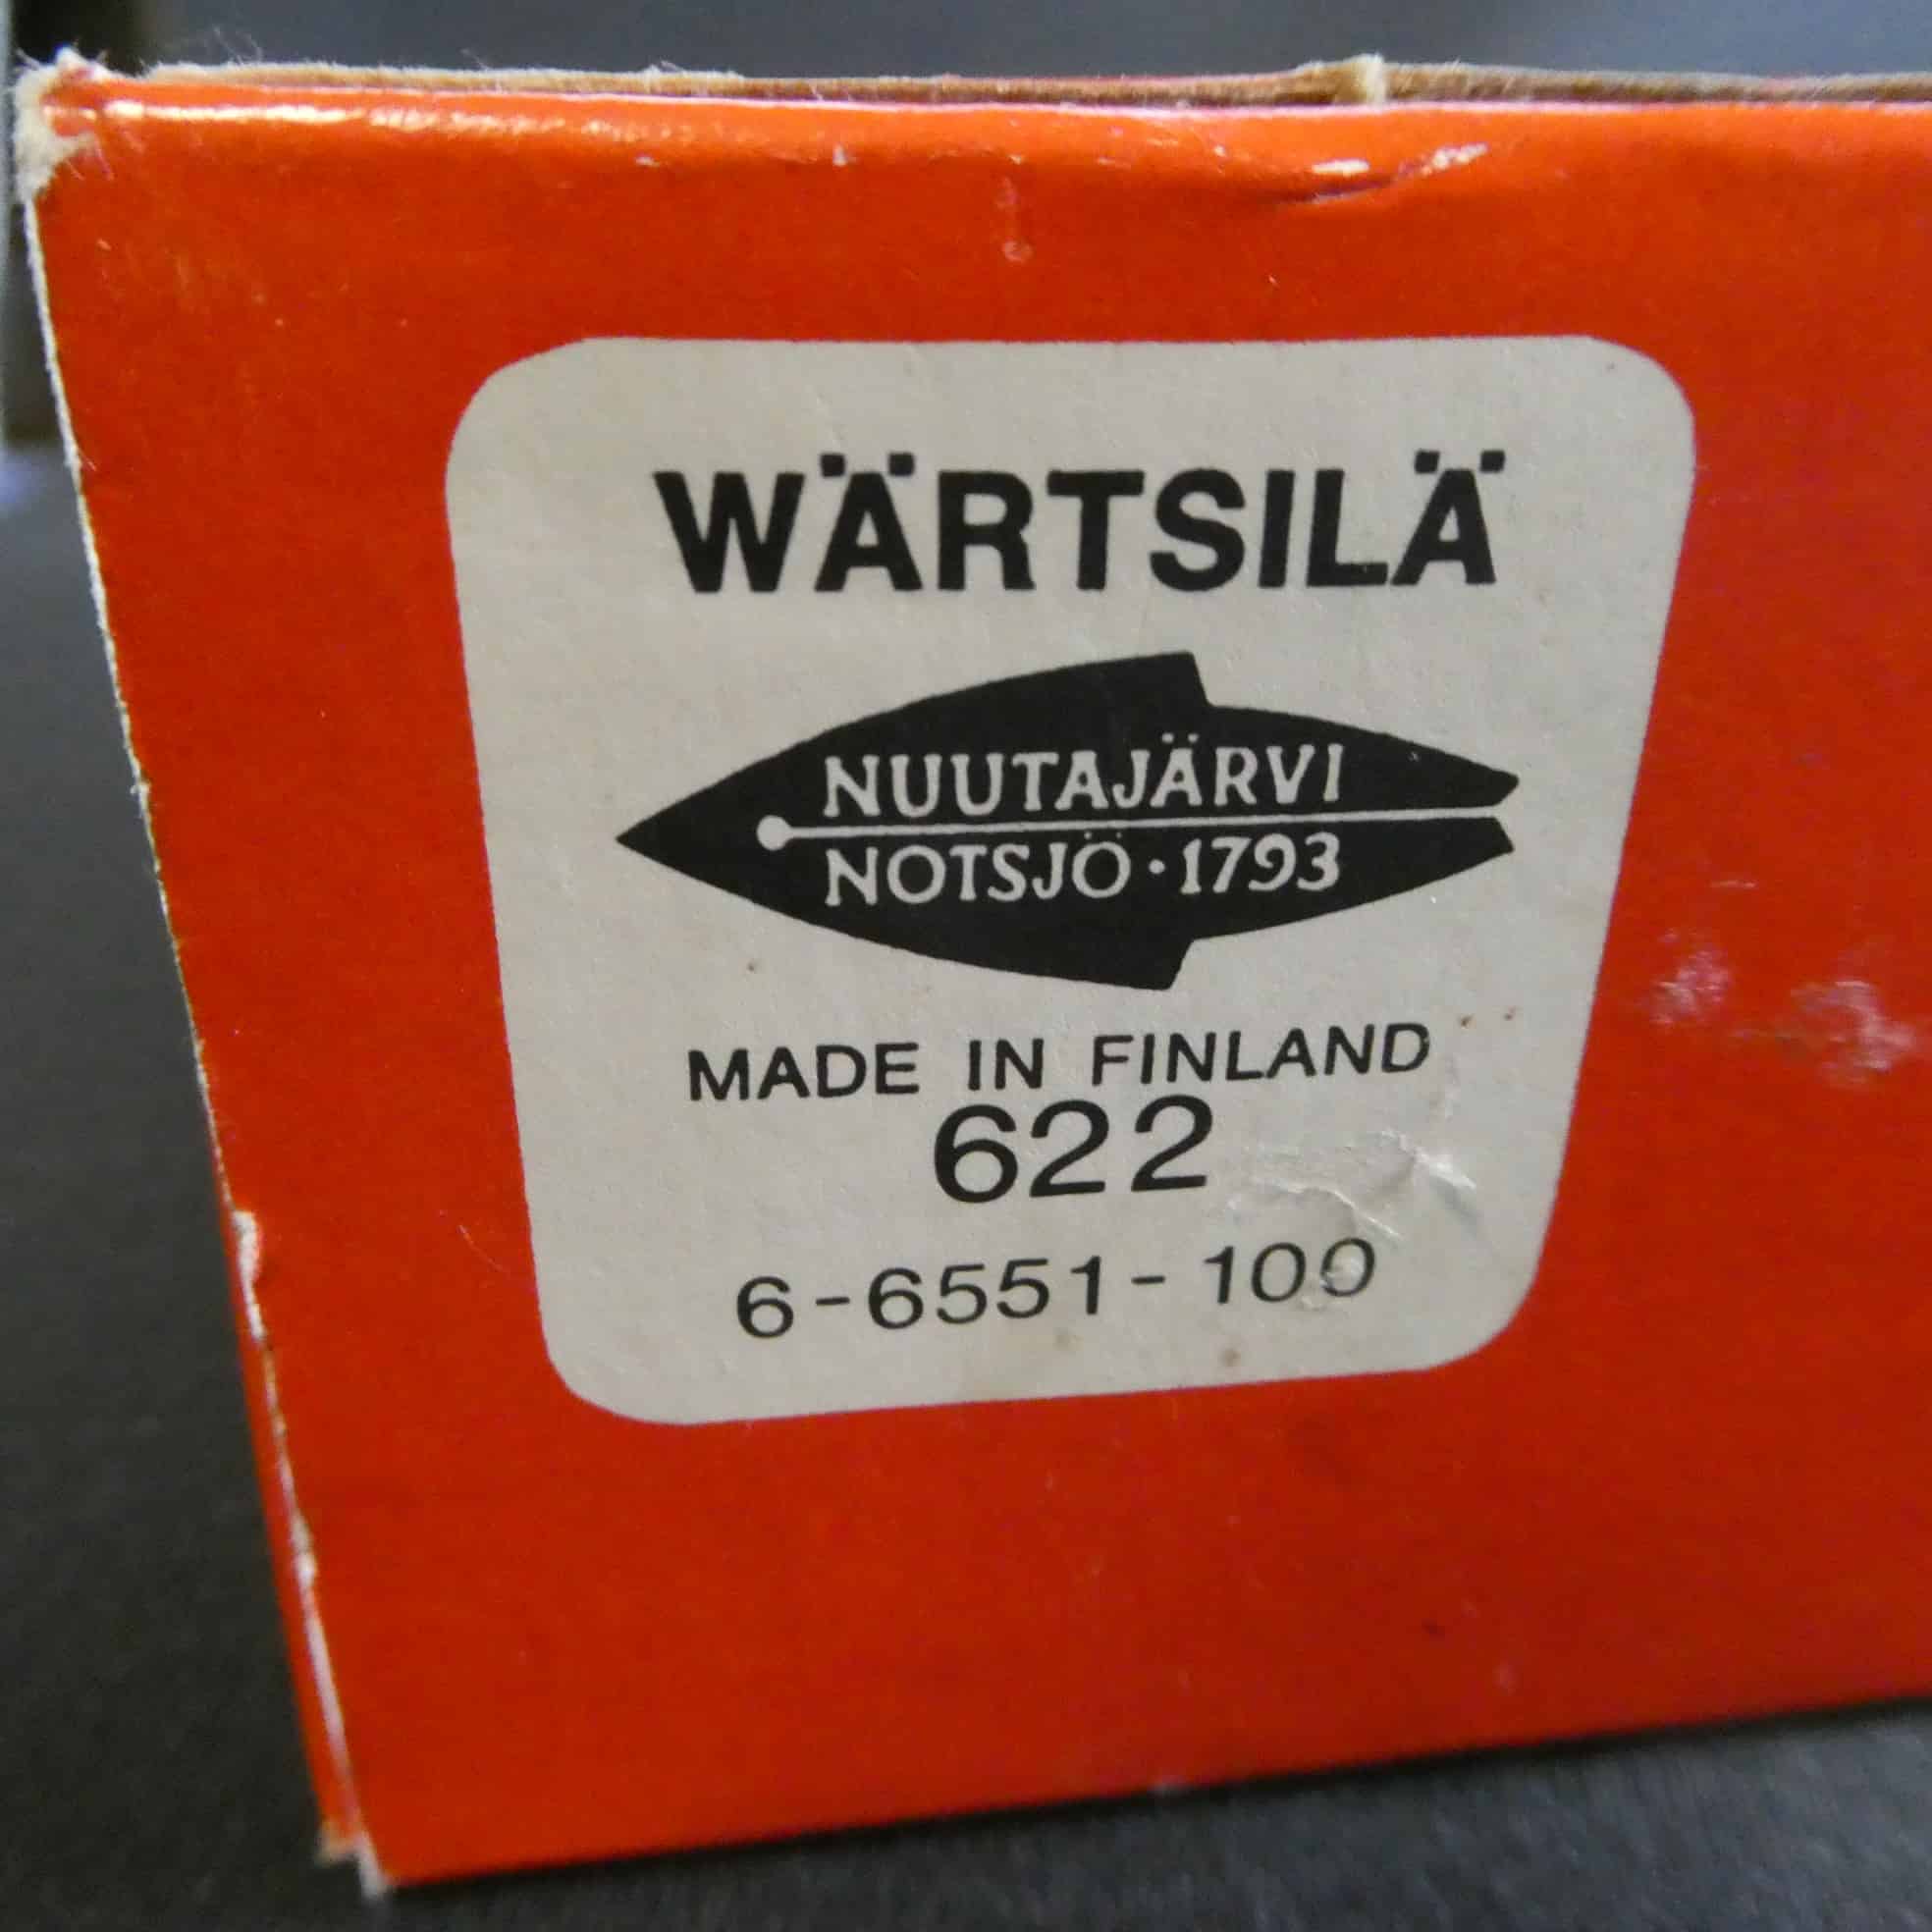 WÄRTSILÄ
NUUTAJÄRVI
NOTSJÖ · 1793
MADE IN FINLAND
622
6-6551-100